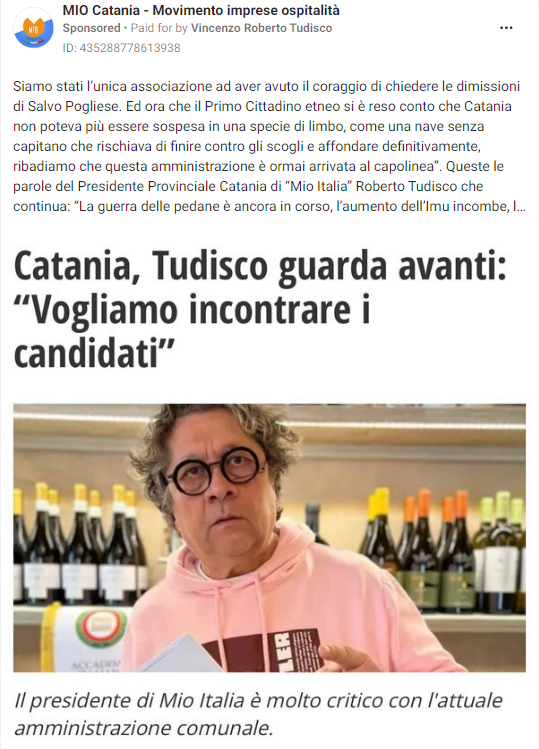 MIO Catania - Movimento imprese ospitalità
Sponsored • Paid for by Vincenzo Roberto Tudisco
ID: 435288778613938
Siamo stati l'unica associazione ad aver avuto il coraggio di chiedere le dimissioni
di Salvo Pogliese. Ed ora che il Primo Cittadino etneo si è reso conto che Catania
non poteva più essere sospesa in una specie di limbo, come una nave senza
capitano che rischiava di finire contro gli scogli e affondare definitivamente,
ribadiamo che questa amministrazione è ormai arrivata al capolinea”. Queste le
parole del Presidente Provinciale Catania di “Mio Italia” Roberto Tudisco che
continua: “La guerra delle pedane è ancora in corso, l'aumento dell'Imu incombe, l...
Catania, Tudisco guarda avanti:
“Vogliamo incontrare i
candidati”
MIO
TLER
Il presidente di Mio Italia è molto critico con l'attuale
amministrazione comunale.